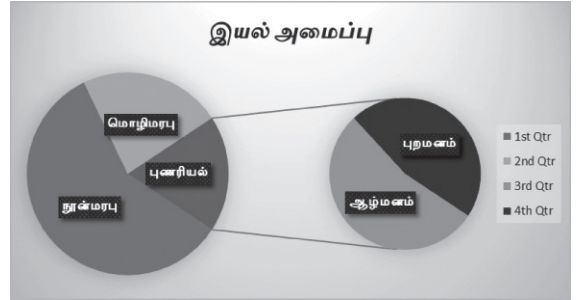 இயல் அமைப்பு
மொழிமரபு
புணரியல்
நூன்மரபு
புறமனம்
ஆழ்மனம்
1st Qtr
2nd Qtr
3rd Qtr
4th Qtr